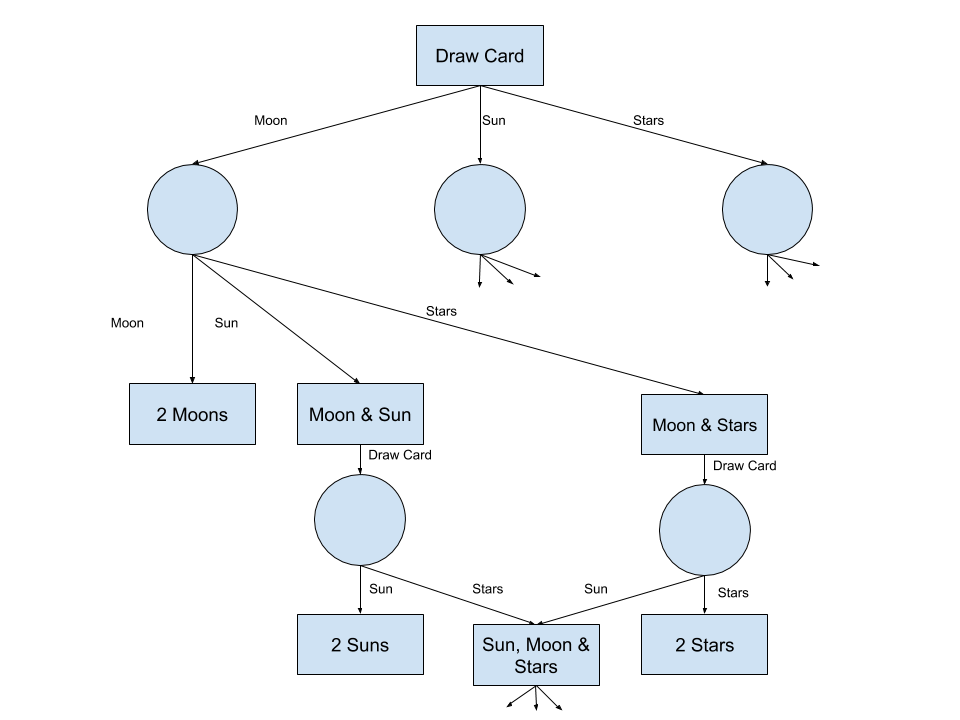 Draw Card
Moon
Sun
Stars
Stars
Moon
Sun
2 Moons
Moon & Sun
Moon & Stars
Draw Card
Draw Card
Sun
Stars
Sun
Stars
2 Suns
Sun, Moon &
Stars
2 Stars